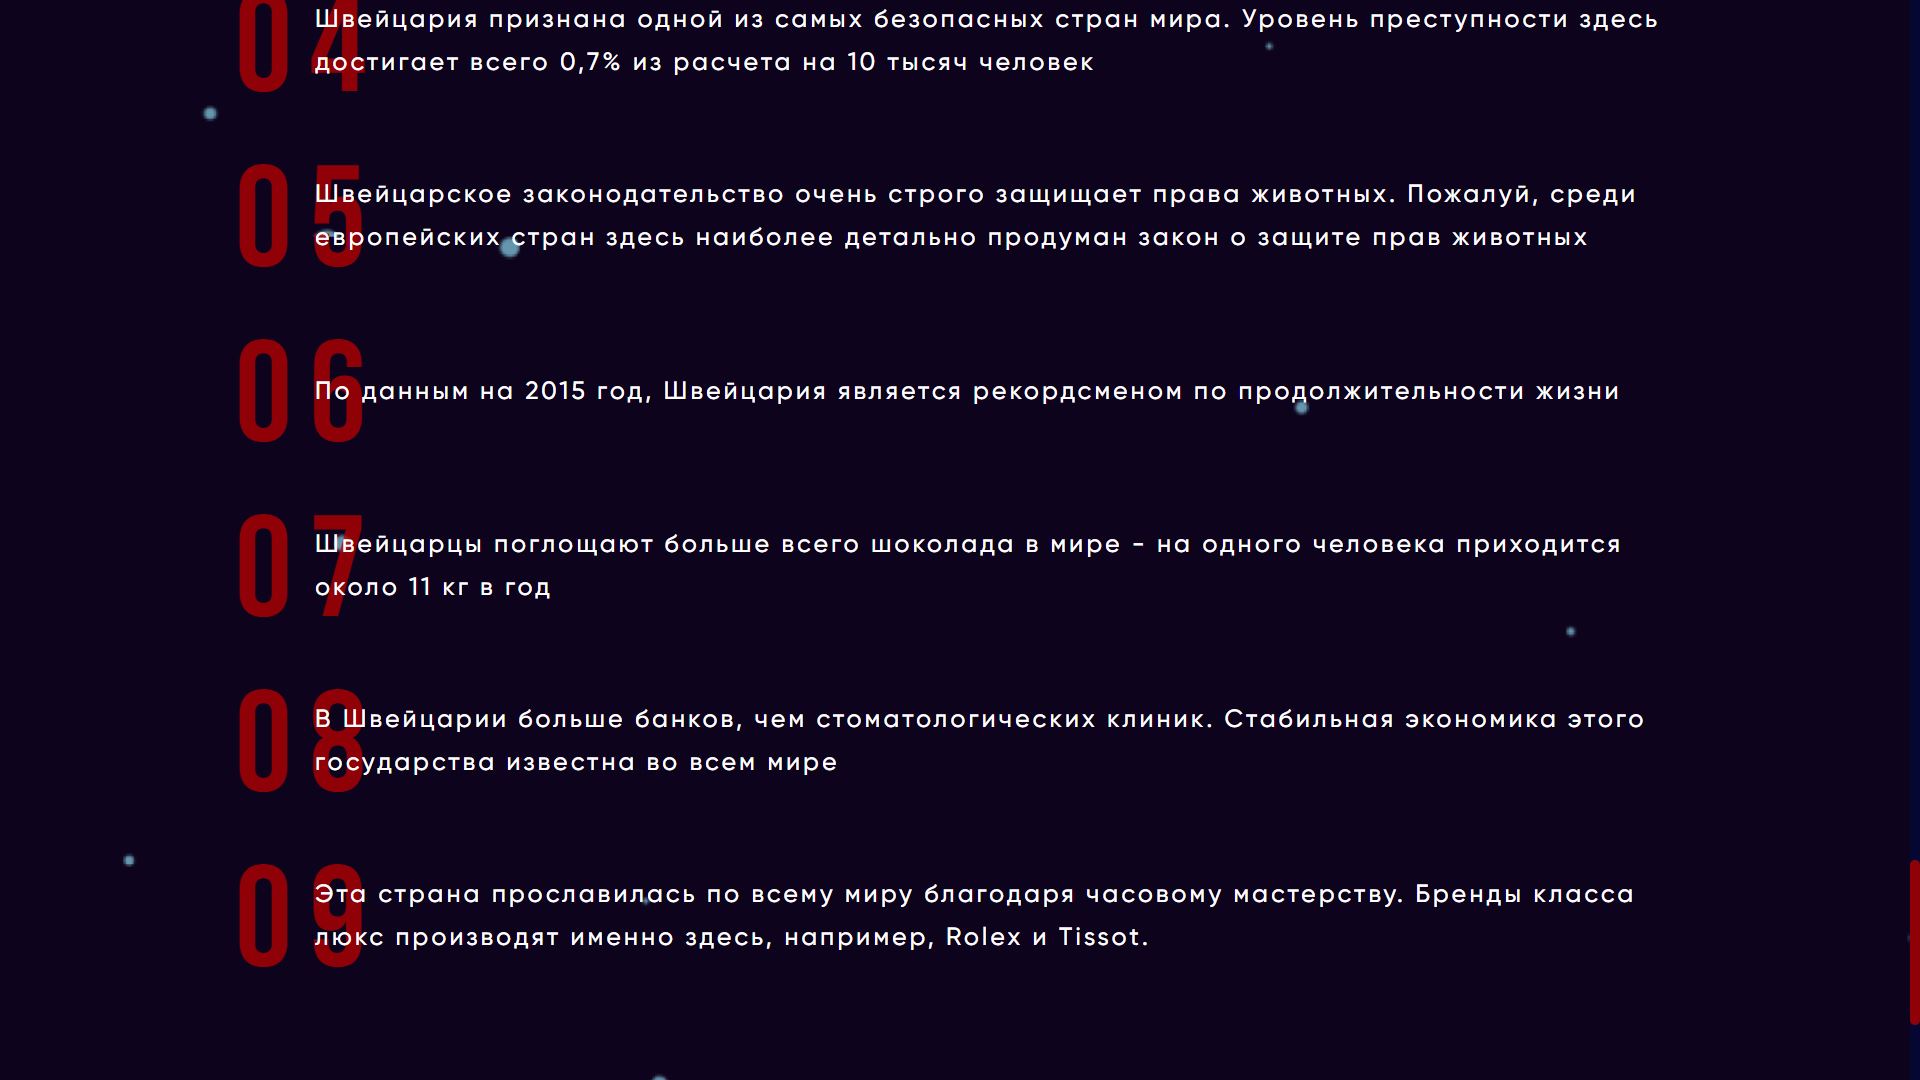 04
Швейцария признана одной из самых безопасных стран мира. Уровень преступности здесь
достигает всего 0,7% из расчета на 10 тысяч человек
05
Швейцарское законодательство очень строго защищает права животных. Пожалуй, среди
европейских стран здесь наиболее детально продуман закон о защите прав животных
06
По данным на 2015 год, Швейцария является рекордсменом по продолжительности жизни
07
Швейцарцы поглощают больше всего шоколада в мире - на одного человека приходится
около 11 кг в год
08
В Швейцарии больше банков, чем стоматологических клиник. Стабильная экономика этого
государства известна во всем мире
09
Эта страна прославилась по всему миру благодаря часовому мастерству. Бренды класса
люкс производят именно здесь, например, Rolex и Tissot.